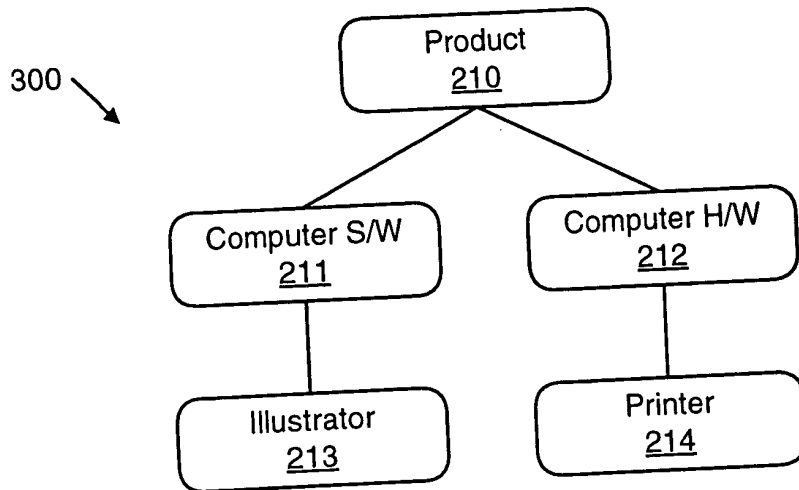 Product
210
300
Computer S/W
211
Computer H/W
212
Illustrator
213
Printer
214